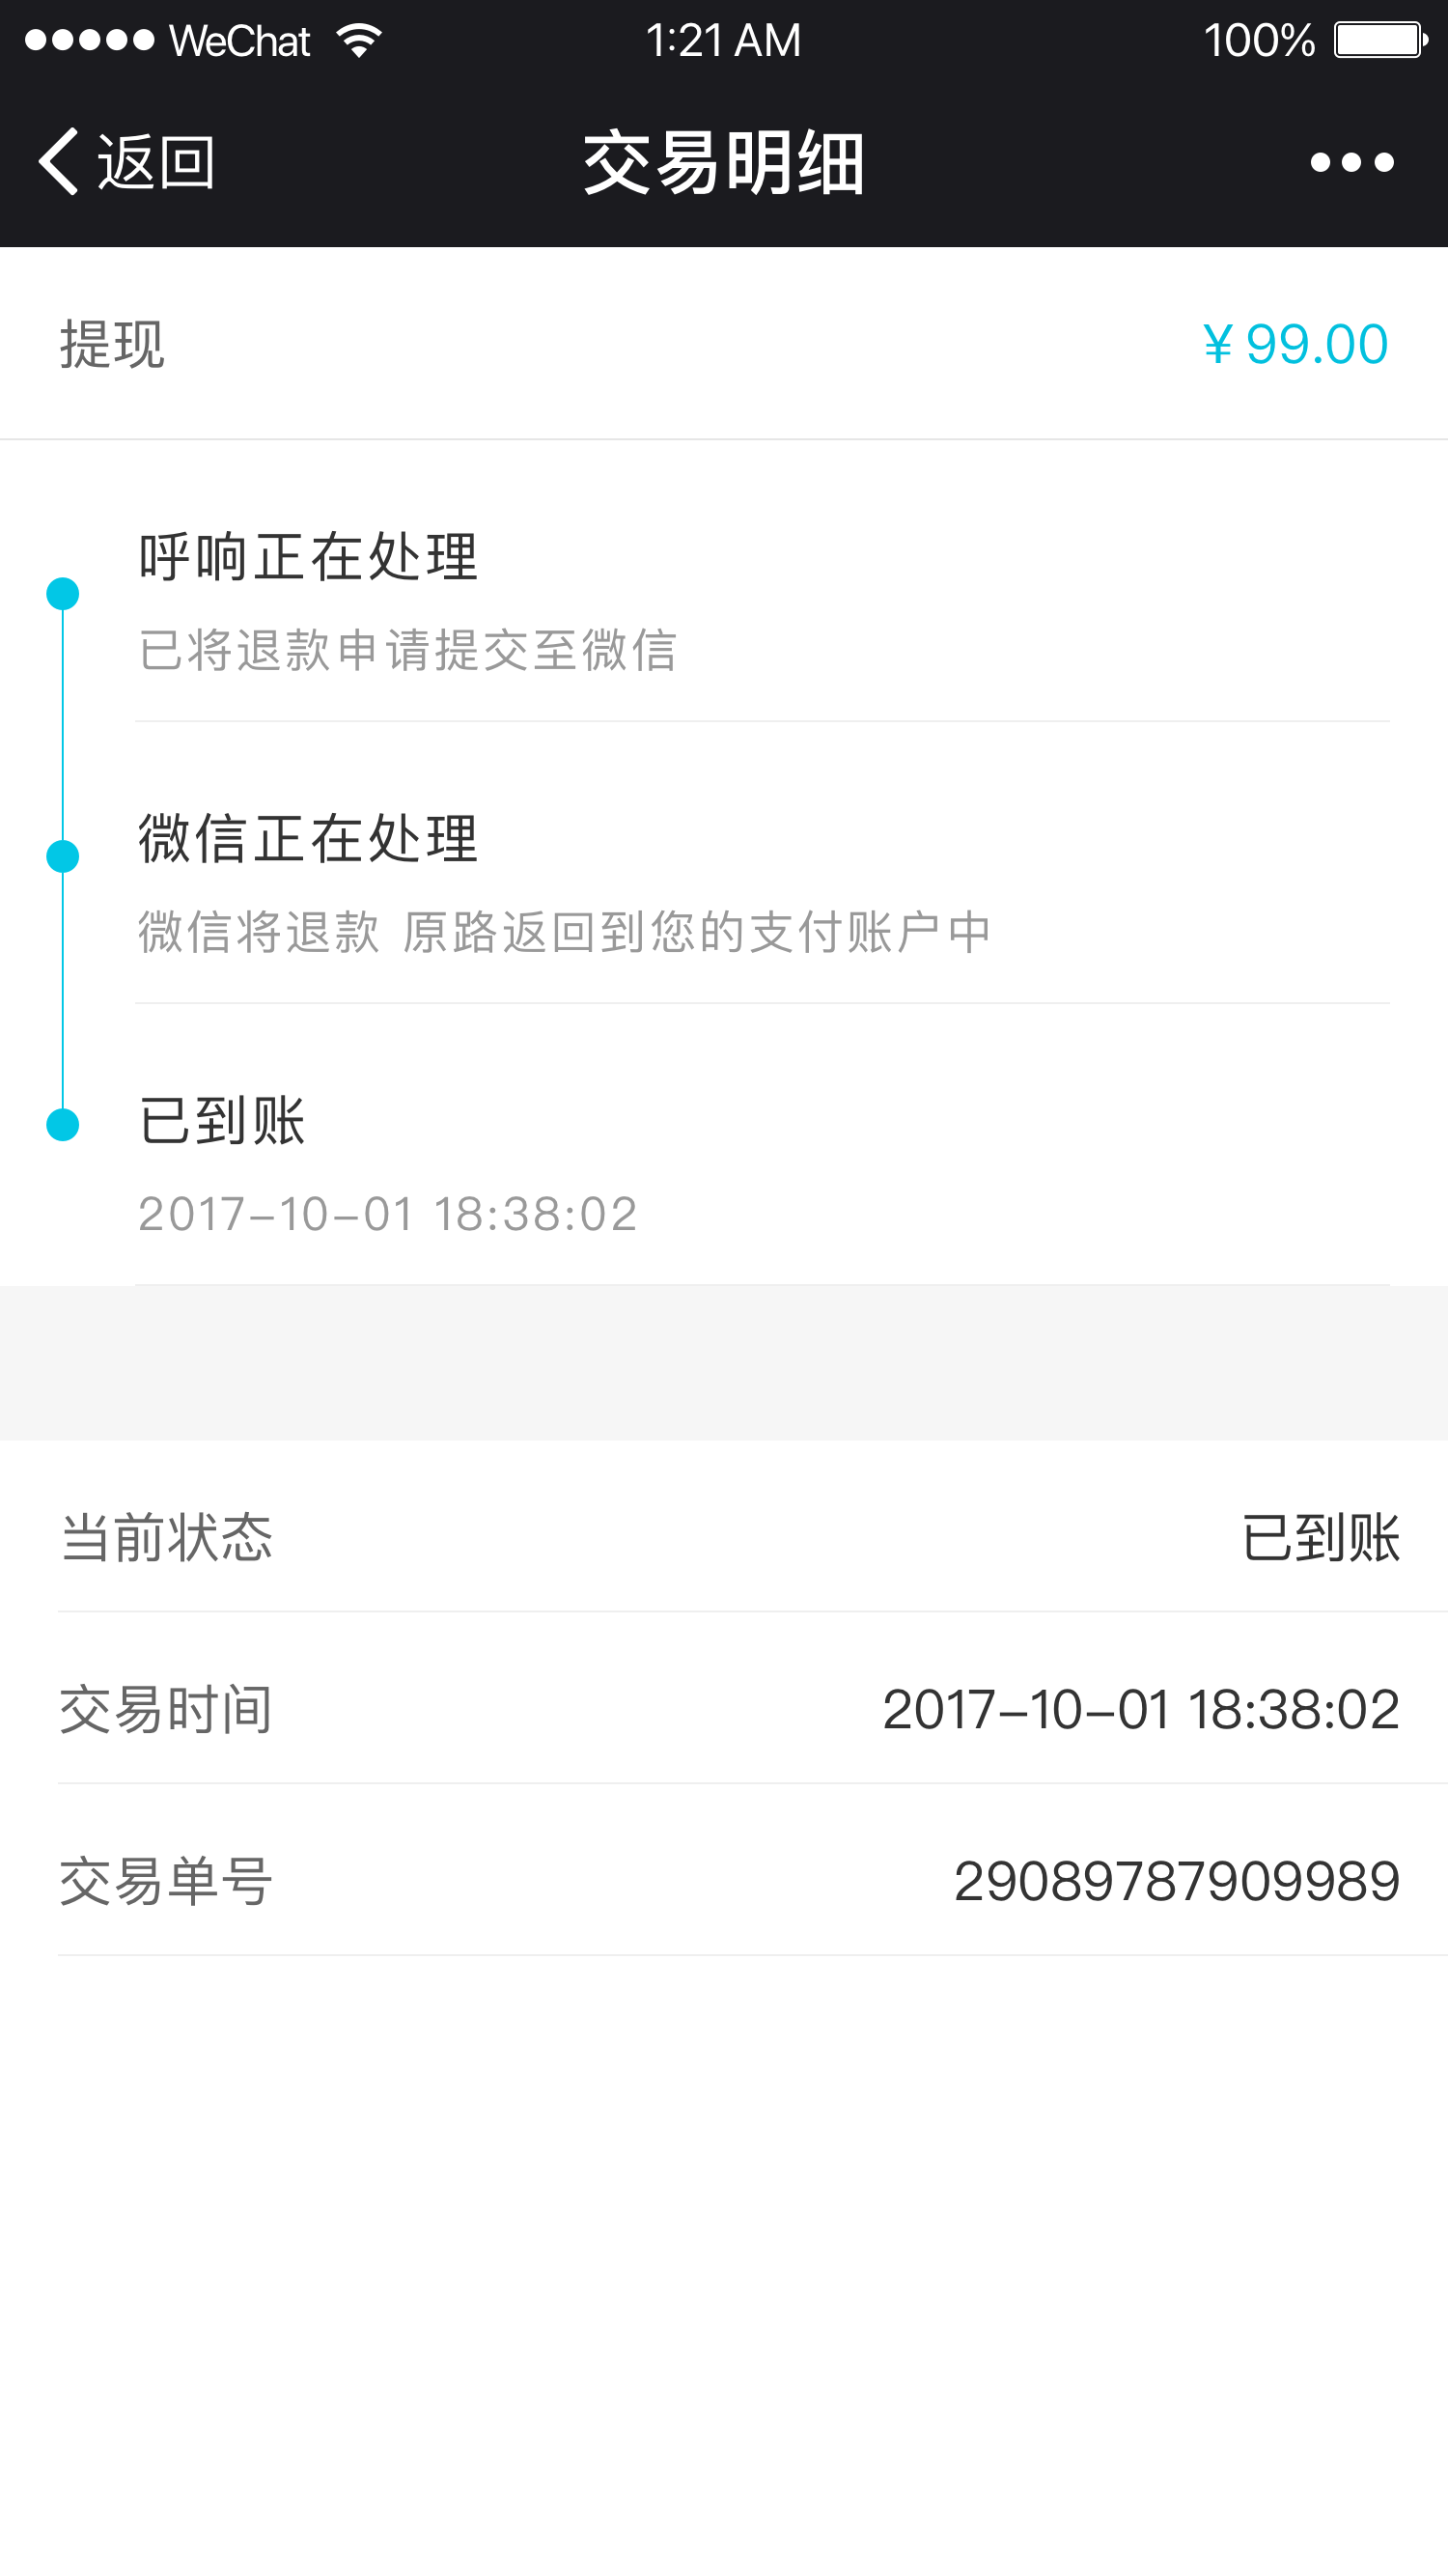 WeChat 1:21 AM 100%
返回 交易明细
提现 ¥ 99.00
呼响正在处理
已将退款申请提交至微信
微信正在处理
微信将退款 原路返回到您的支付账户中
已到账
2017-10-01 18:38:02
当前状态 已到账
交易时间 2017-10-01 18:38:02
交易单号 29089787909989